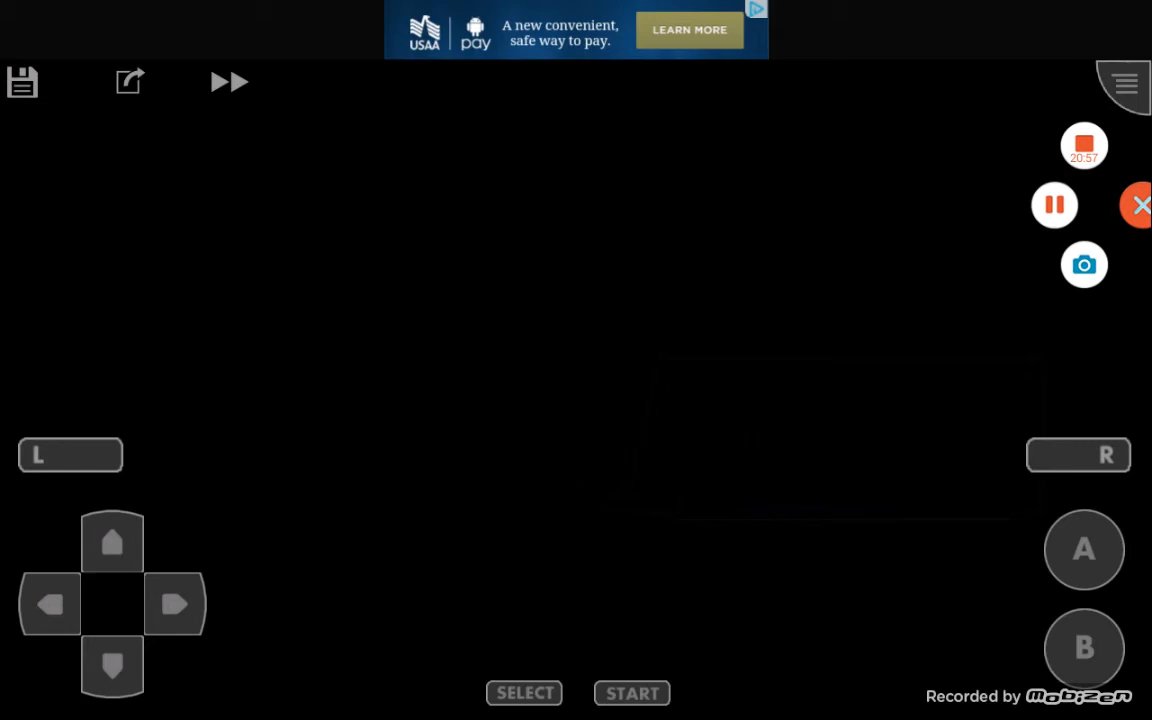 USAA
pay
A new convenient,
safe way to pay.
LEARN MORE
20:57
L
R
A
B
SELECT
START
Recorded by Mobizen